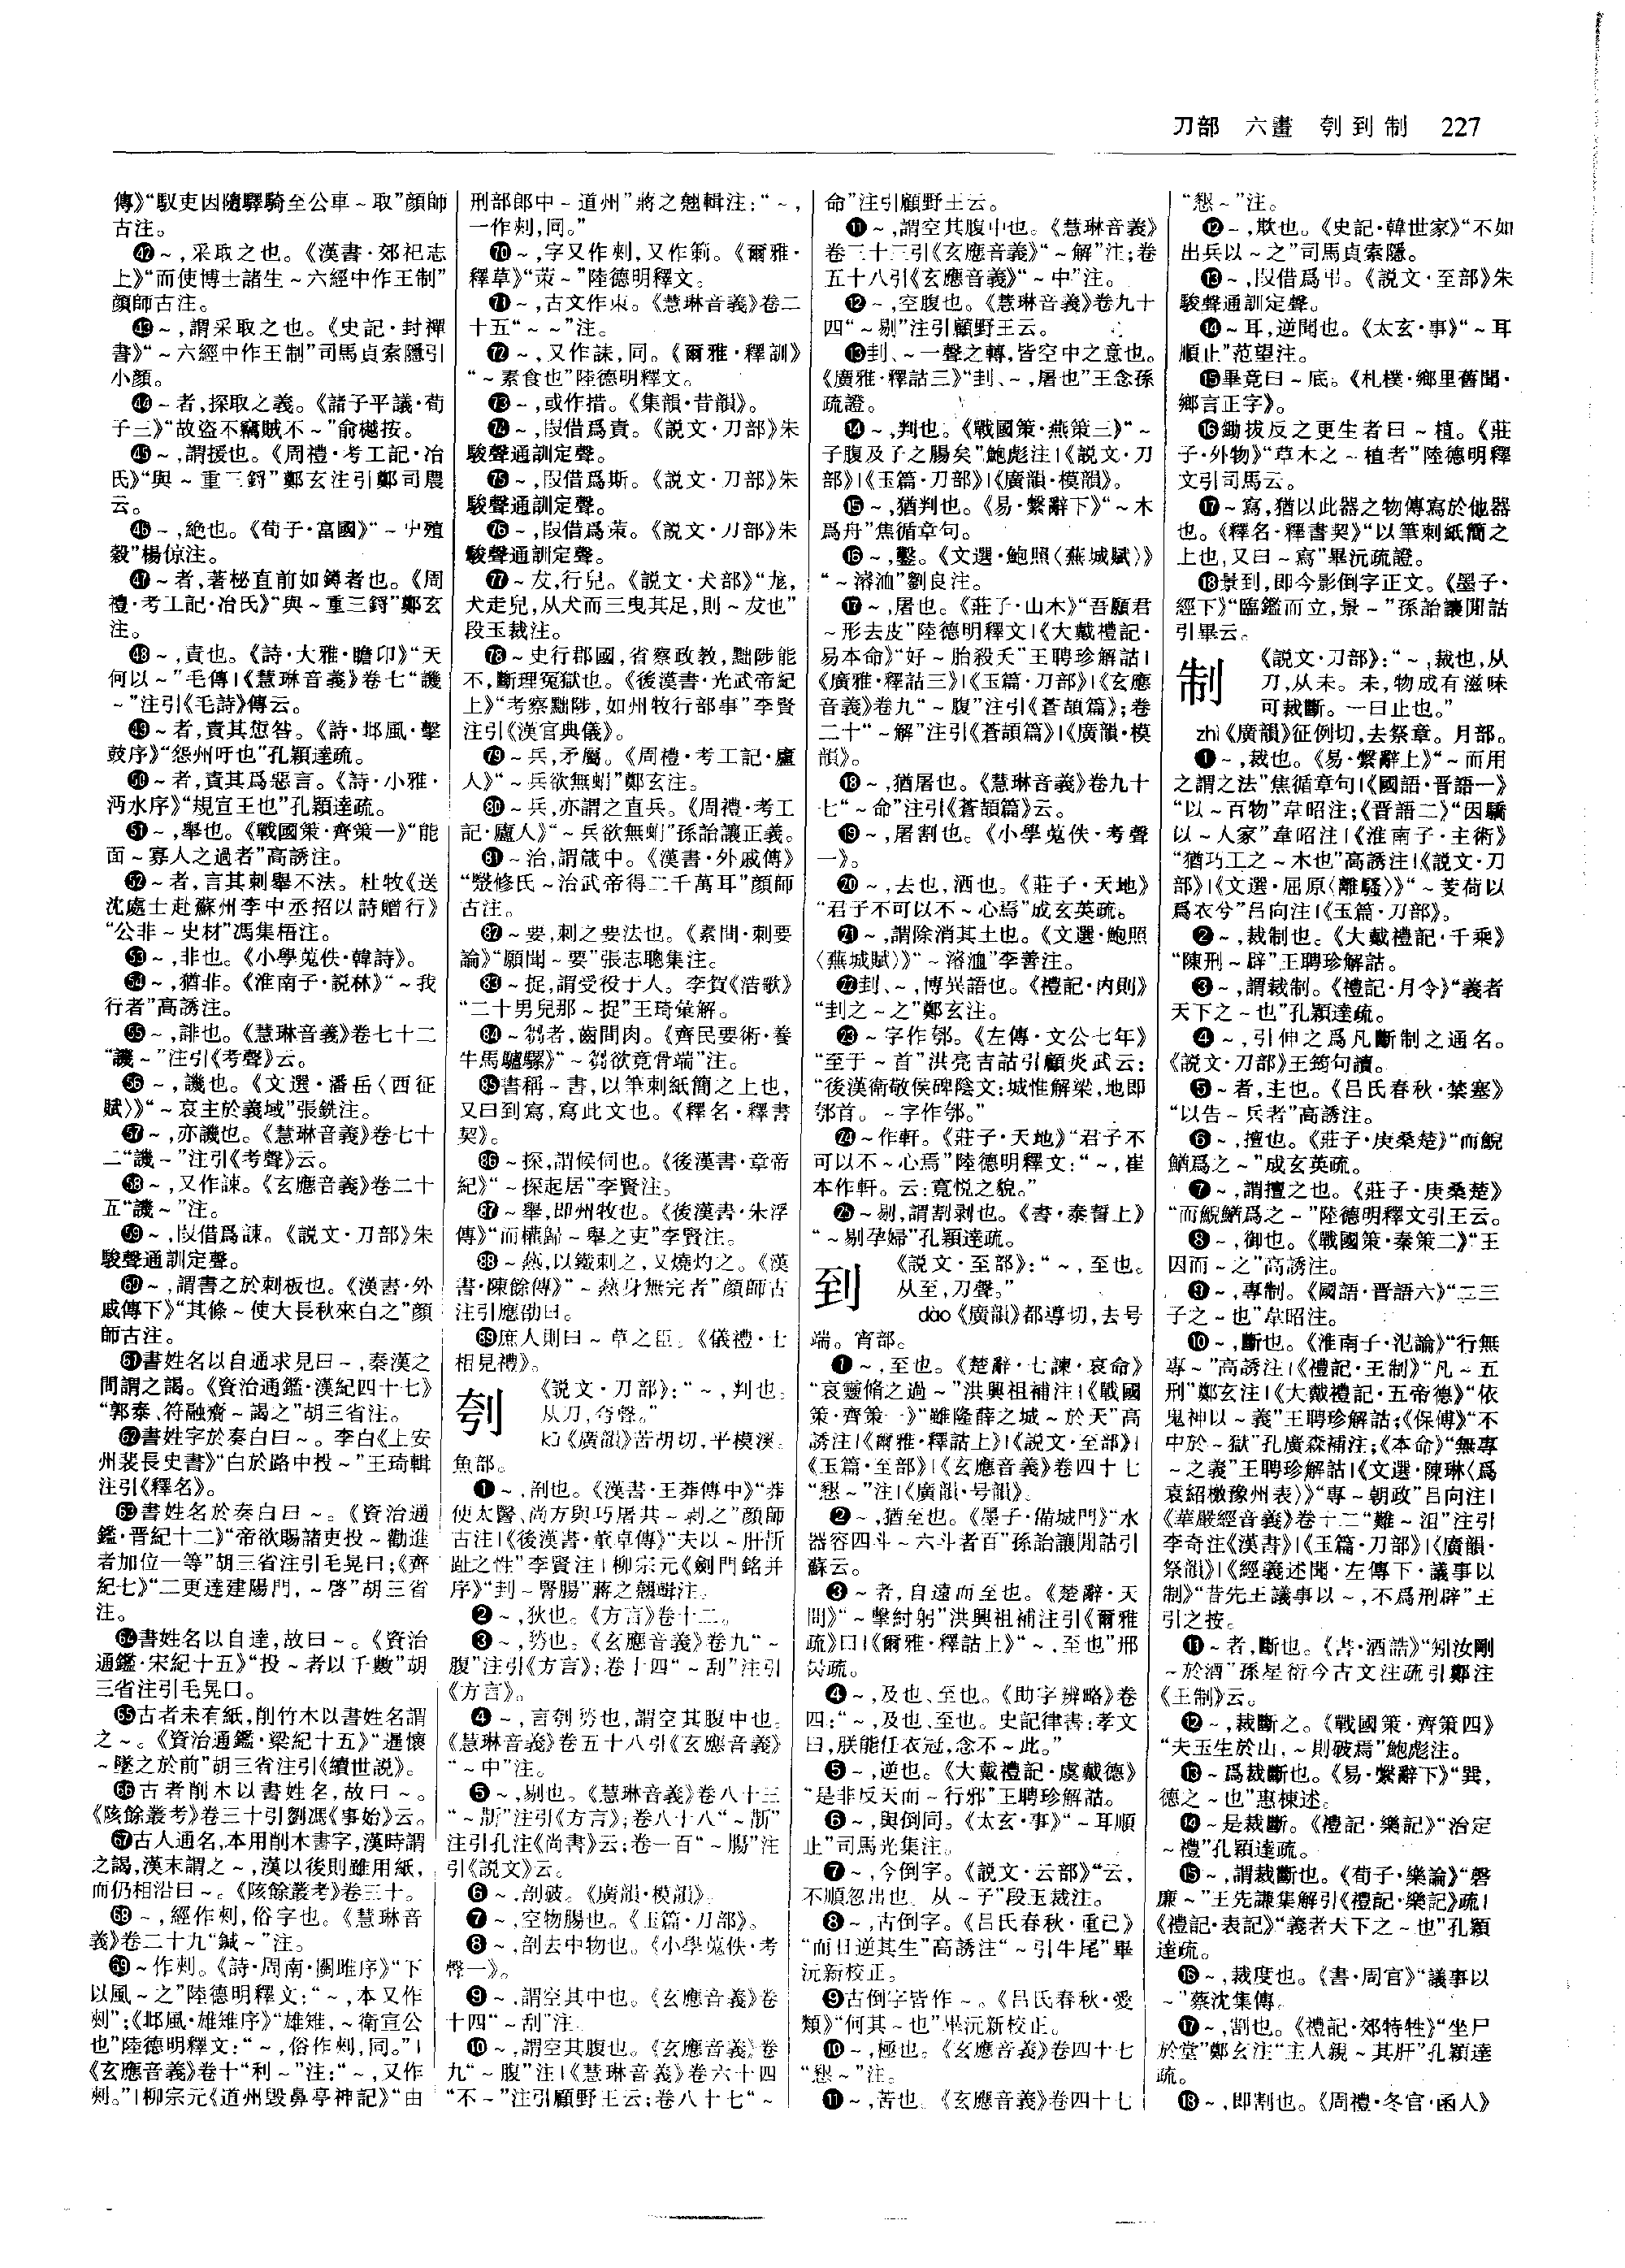 刀部　六畫　刳到制　227
傳》“馭吏因隨驛騎至公車～取”顔師
古注。
㊷～,采取之也。《漢書·郊祀志
上》“而使博士諸生～六經中作王制”
顔師古注。
㊸～,謂采取之也。《史記·封禪
書》“～六經中作王制”司馬貞索隱引
小顔。
㊹～者,探取之義。《諸子平議·荀
子三》“故盜不竊賊不～”俞樾按。
㊺～,謂援也。《周禮·考工記·冶
氏》“與～重三鋝”鄭玄注引鄭司農
云。
㊻～,絶也。《荀子·富國》“～屮殖
穀”楊倞注。
㊼～者,著柲直前如鐏者也。《周
禮·考工記·冶氏》“與～重三鋝”鄭玄
注。
㊽～,責也。《詩·大雅·瞻卬》“天
何以～”毛傳|《慧琳音義》卷七“譏
～”注引《毛詩》傳云。
㊾～者,責其愆咎。《詩·邶風·擊
鼓序》“怨州吁也”孔穎達疏。
㊿～者,責其爲惡言。《詩·小雅·
沔水序》“規宣王也”孔穎達疏。
51～,舉也。《戰國策·齊策一》“能
面～寡人之過者”高誘注。
52～者,言其刺舉不法。杜牧《送
沈處士赴蘇州李中丞招以詩贈行》
“公非～史材”馮集梧注。
53～,非也。《小學蒐佚·韓詩》。
54～,猶非。《淮南子·説林》“～我
行者”高誘注。
55～,誹也。《慧琳音義》卷七十二
“譏～”注引《考聲》云。
56～,譏也。《文選·潘岳〈西征
賦〉》“～哀主於義域”張銑注。
57～,亦譏也。《慧琳音義》卷七十
二“譏～”注引《考聲》云。
58～,又作諫。《玄應音義》卷二十
五“譏～”注。
59～,叚借爲諫。《説文·刀部》朱
駿聲通訓定聲。
60～,謂書之於刺板也。《漢書·外
戚傳下》“其條～使大長秋來白之”顔
師古注。
61書姓名以自通求見曰～,秦漢之
間謂之謁。《資治通鑑·漢紀四十七》
“郭泰、符融齎～謁之”胡三省注。
62書姓字於奏白曰～。李白《上安
州裴長史書》“白於路中投～”王琦輯
注引《釋名》。
63書姓名於奏白曰～。《資治通
鑑·晉紀十二》“帝欲賜諸吏投～勸進
者加位一等”胡三省注引毛晃曰;《齊
紀七》“二更達建陽門,～啓”胡三省
注。
64書姓名以自達,故曰～。《資治
通鑑·宋紀十五》“投～者以千數”胡
三省注引毛晃曰。
65古者未有紙,削竹木以書姓名謂
之～。《資治通鑑·梁紀十五》“遷懷
～墜之於前”胡三省注引《續世説》。
66古者削木以書姓名,故曰～。
《陔餘叢考》卷三十引劉馮《事始》云。
67古人通名,本用削木書字,漢時謂
之謁,漢末謂之～,漢以後則雖用紙,
而仍相沿曰～。《陔餘叢考》卷三十。
68～,經作刾,俗字也。《慧琳音
義》卷二十九“鍼～”注。
69～作刾。《詩·周南·關雎序》“下
以風～之”陸德明釋文:“～,本又作
刾”;《邶風·雄雉序》“雄雉,～衛宣公
也”陸德明釋文:“～,俗作刾,同。”|
《玄應音義》卷十“利～”注:“～,又作
刾。”|柳宗元《道州毁鼻亭神記》“由
刑部郎中～道州”蔣之翹輯注:“～,
一作刾,同。”
70～,字又作刾,又作䇲。《爾雅·
釋草》“茦～”陸德明釋文。
71～,古文作朿。《慧琳音義》卷二
十五“～～”注。
72～,又作誎,同。《爾雅·釋訓》
“～素食也”陸德明釋文。
73～,或作措。《集韻·昔韻》。
74～,叚借爲責。《説文·刀部》朱
駿聲通訓定聲。
75～,叚借爲斯。《説文·刀部》朱
駿聲通訓定聲。
76～,叚借爲茦。《説文·刀部》朱
駿聲通訓定聲。
77～犮,行皃。《説文·犬部》“尨,
犬走皃,从犬而三曳其足,則～犮也”
段玉裁注。
78～史行郡國,省察政教,黜陟能
不,斷理冤獄也。《後漢書·光武帝紀
上》“考察黜陟,如州牧行部事”李賢
注引《漢官典儀》。
79～兵,矛屬。《周禮·考工記·廬
人》“～兵欲無蜎”鄭玄注。
80～兵,亦謂之直兵。《周禮·考工
記·廬人》“～兵欲無蜎”孫詒讓正義。
81～治,謂箴中。《漢書·外戚傳》
“嫛修氏～治武帝得二千萬耳”顔師
古注。
82～要,刺之要法也。《素問·刺要
論》“願聞～要”張志聰集注。
83～捉,謂受役于人。李賀《浩歌》
“二十男兒那～捉”王琦彙解。
84～芻者,齒間肉。《齊民要術·養
牛馬驢騾》“～芻欲竟骨端”注。
85書稱～書,以筆刺紙簡之上也,
又曰到寫,寫此文也。《釋名·釋書
契》。
86～探,謂候伺也。《後漢書·章帝
紀》“～探起居”李賢注。
87～舉,即州牧也。《後漢書·朱浮
傳》“而權歸～舉之吏”李賢注。
88～爇,以鐵刺之,又燒灼之。《漢
書·陳餘傳》“～爇身無完者”顔師古
注引應劭曰。
89庶人則曰～草之臣。《儀禮·士
相見禮》。
刳　《説文·刀部》:“～,判也。
从刀,夸聲。”
kū《廣韻》苦胡切,平模溪。
魚部。
❶～,剖也。《漢書·王莽傳中》“莽
使太醫、尚方與巧屠共～剥之”顔師
古注|《後漢書·董卓傳》“夫以～肝斮
趾之性”李賢注|柳宗元《劍門銘并
序》“刲～腎腸”蔣之翹輯注。
❷～,狄也。《方言》卷十二。
❸～,剺也。《玄應音義》卷九“～
腹”注引《方言》;卷十四“～刮”注引
《方言》。
❹～,言刳剺也,謂空其腹中也。
《慧琳音義》卷五十八引《玄應音義》
“～中”注。
❺～,剔也。《慧琳音義》卷八十三
“～斮”注引《方言》;卷八十八“～斮”
注引孔注《尚書》云;卷一百“～腸”注
引《説文》云。
❻～,剖破。《廣韻·模韻》。
❼～,空物腸也。《玉篇·刀部》。
❽～,剖去中物也。《小學蒐佚·考
聲一》。
❾～,謂空其中也。《玄應音義》卷
十四“～刮”注。
❿～,謂空其腹也。《玄應音義》卷
九“～腹”注|《慧琳音義》卷六十四
“不～”注引顧野王云;卷八十七“～
命”注引顧野王云。
⓫～,謂空其腹中也。《慧琳音義》
卷三十三引《玄應音義》“～解”注;卷
五十八引《玄應音義》“～中”注。
⓬～,空腹也。《慧琳音義》卷九十
四“～剔”注引顧野王云。
⓭刲、～一聲之轉,皆空中之意也。
《廣雅·釋詁三》“刲、～,屠也”王念孫
疏證。
⓮～,判也。《戰國策·燕策三》“～
子腹及子之腸矣”鮑彪注|《説文·刀
部》|《玉篇·刀部》|《廣韻·模韻》。
⓯～,猶判也。《易·繫辭下》“～木
爲舟”焦循章句。
⓰～,鑿。《文選·鮑照〈蕪城賦〉》
“～濬洫”劉良注。
⓱～,屠也。《莊子·山木》“吾願君
～形去皮”陸德明釋文|《大戴禮記·
易本命》“好～胎殺夭”王聘珍解詁|
《廣雅·釋詁三》|《玉篇·刀部》|《玄應
音義》卷九“～腹”注引《蒼頡篇》;卷
二十“～解”注引《蒼頡篇》|《廣韻·模
韻》。
⓲～,猶屠也。《慧琳音義》卷九十
七“～命”注引《蒼頡篇》云。
⓳～,屠割也。《小學蒐佚·考聲
一》。
⓴～,去也,洒也。《莊子·天地》
“君子不可以不～心焉”成玄英疏。
21～,謂除消其土也。《文選·鮑照
〈蕪城賦〉》“～濬洫”李善注。
22刲、～,博異語也。《禮記·内則》
“刲之～之”鄭玄注。
23～字作郀。《左傳·文公七年》
“至于～首”洪亮吉詁引顧炎武云:
“後漢衛敬侯碑陰文:城惟解梁,地即
郀首。～字作郀。”
24～作軒。《莊子·天地》“君子不
可以不～心焉”陸德明釋文:“～,崔
本作軒。云:寬悦之貌。”
25～剔,謂割剥也。《書·泰誓上》
“～剔孕婦”孔穎達疏。
到　《説文·至部》:“～,至也。
从至,刀聲。”
dào《廣韻》都導切,去号
端。宵部。
❶～,至也。《楚辭·七諫·哀命》
“哀靈脩之過～”洪興祖補注|《戰國
策·齊策一》“雖隆薛之城～於天”高
誘注|《爾雅·釋詁上》|《説文·至部》|
《玉篇·至部》|《玄應音義》卷四十七
“懇～”注|《廣韻·号韻》。
❷～,猶至也。《墨子·備城門》“水
器容四斗～六斗者百”孫詒讓閒詁引
蘇云。
❸～者,自遠而至也。《楚辭·天
問》“～擊紂躬”洪興祖補注引《爾雅
疏》曰|《爾雅·釋詁上》“～,至也”邢
昺疏。
❹～,及也、至也。《助字辨略》卷
四:“～,及也、至也。史記律書:孝文
曰,朕能任衣冠,念不～此。”
❺～,逆也。《大戴禮記·虞戴德》
“是非反天而～行邪”王聘珍解詁。
❻～,與倒同。《太玄·事》“～耳順
止”司馬光集注。
❼～,今倒字。《説文·𠫓部》“𠫓,
不順忽出也。从～子”段玉裁注。
❽～,古倒字。《吕氏春秋·重己》
“而日逆其生”高誘注“～引牛尾”畢
沅新校正。
❾古倒字皆作～。《吕氏春秋·愛
類》“何其～也”畢沅新校正。
❿～,極也。《玄應音義》卷四十七
“懇～”注。
⓫～,苦也。《玄應音義》卷四十七
“懇～”注。
⓬～,欺也。《史記·韓世家》“不如
出兵以～之”司馬貞索隱。
⓭～,叚借爲弔。《説文·至部》朱
駿聲通訓定聲。
⓮～耳,逆聞也。《太玄·事》“～耳
順止”范望注。
⓯畢竟曰～底。《札樸·鄉里舊聞·
鄉言正字》。
⓰鋤拔反之更生者曰～植。《莊
子·外物》“草木之～植者”陸德明釋
文引司馬云。
⓱～寫,猶以此器之物傳寫於他器
也。《釋名·釋書契》“以筆刺紙簡之
上也,又曰～寫”畢沅疏證。
⓲景到,即今影倒字正文。《墨子·
經下》“臨鑑而立,景～”孫詒讓閒詁
引畢云。
制　《説文·刀部》:“～,裁也,从
刀,从未。未,物成有滋味
可裁斷。一曰止也。”
zhì《廣韻》征例切,去祭章。月部。
❶～,裁也。《易·繫辭上》“～而用
之謂之法”焦循章句|《國語·晉語一》
“以～百物”韋昭注;《晉語二》“因驕
以～人家”韋昭注|《淮南子·主術》
“猶巧工之～木也”高誘注|《説文·刀
部》|《文選·屈原〈離騷〉》“～芰荷以
爲衣兮”吕向注|《玉篇·刀部》。
❷～,裁制也。《大戴禮記·千乘》
“陳刑～辟”王聘珍解詁。
❸～,謂裁制。《禮記·月令》“義者
天下之～也”孔穎達疏。
❹～,引伸之爲凡斷制之通名。
《説文·刀部》王筠句讀。
❺～者,主也。《吕氏春秋·禁塞》
“以告～兵者”高誘注。
❻～,擅也。《莊子·庚桑楚》“而鯢
鰌爲之～”成玄英疏。
❼～,謂擅之也。《莊子·庚桑楚》
“而鯢鰌爲之～”陸德明釋文引王云。
❽～,御也。《戰國策·秦策二》“王
因而～之”高誘注。
❾～,專制。《國語·晉語六》“二三
子之～也”韋昭注。
❿～,斷也。《淮南子·氾論》“行無
專～”高誘注|《禮記·王制》“凡～五
刑”鄭玄注|《大戴禮記·五帝德》“依
鬼神以～義”王聘珍解詁;《保傅》“不
中於～獄”孔廣森補注;《本命》“無專
～之義”王聘珍解詁|《文選·陳琳〈爲
袁紹檄豫州表〉》“專～朝政”吕向注|
《華嚴經音義》卷十二“難～沮”注引
李奇注《漢書》|《玉篇·刀部》|《廣韻·
祭韻》|《經義述聞·左傳下·議事以
制》“昔先王議事以～,不爲刑辟”王
引之按。
⓫～者,斷也。《書·酒誥》“矧汝剛
～於酒”孫星衍今古文注疏引鄭注
《王制》云。
⓬～,裁斷之。《戰國策·齊策四》
“夫玉生於山,～則破焉”鮑彪注。
⓭～爲裁斷也。《易·繫辭下》“巽,
德之～也”惠棟述。
⓮～是裁斷。《禮記·樂記》“治定
～禮”孔穎達疏。
⓯～,謂裁斷也。《荀子·樂論》“磬
廉～”王先謙集解引《禮記·樂記》疏|
《禮記·表記》“義者天下之～也”孔穎
達疏。
⓰～,裁度也。《書·周官》“議事以
～”蔡沈集傳。
⓱～,割也。《禮記·郊特牲》“坐尸
於堂”鄭玄注“主人親～其肝”孔穎達
疏。
⓲～,即割也。《周禮·冬官·函人》